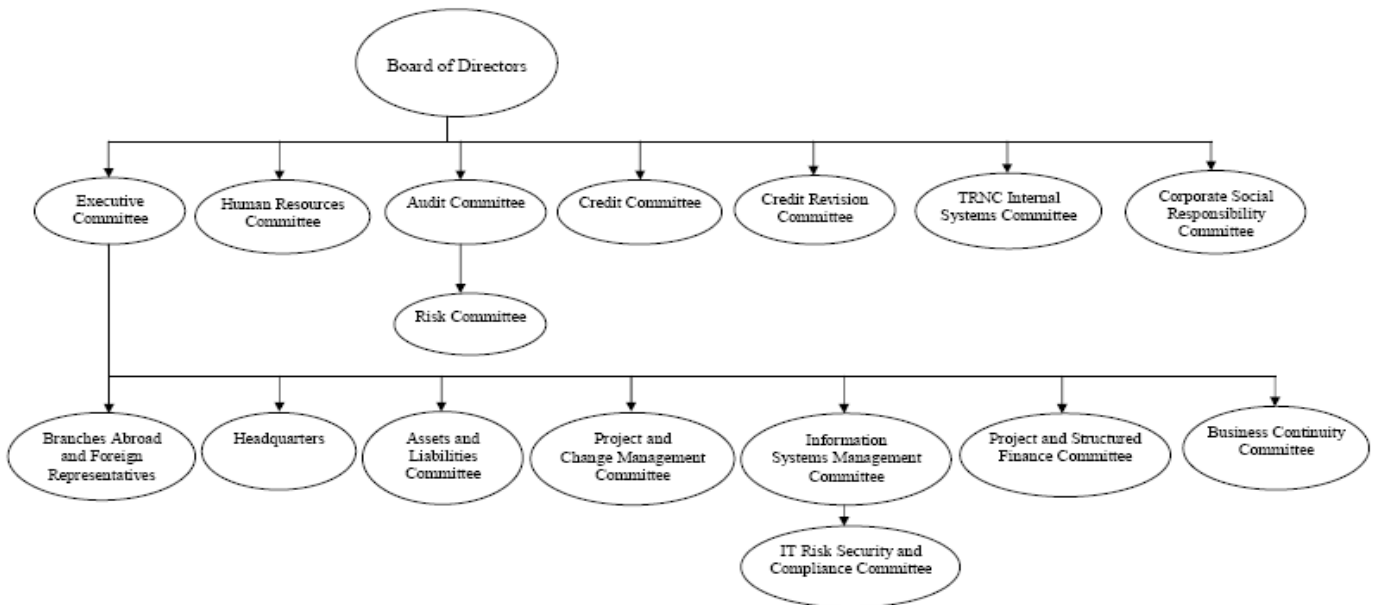 Board of Directors
Executive
Committee
Human Resources
Committee
Audit Committee
Credit Committee
Credit Revision
Committee
TRNC Internal
Systems Committee
Corporate Social
Responsibility
Committee
Risk Committee
Branches Abroad
and Foreign
Representatives
Headquarters
Assets and
Liabilities
Committee
Project and
Change Management
Committee
Information
Systems Management
Committee
Project and Structured
Finance Committee
Business Continuity
Committee
IT Risk Security and
Compliance Committee